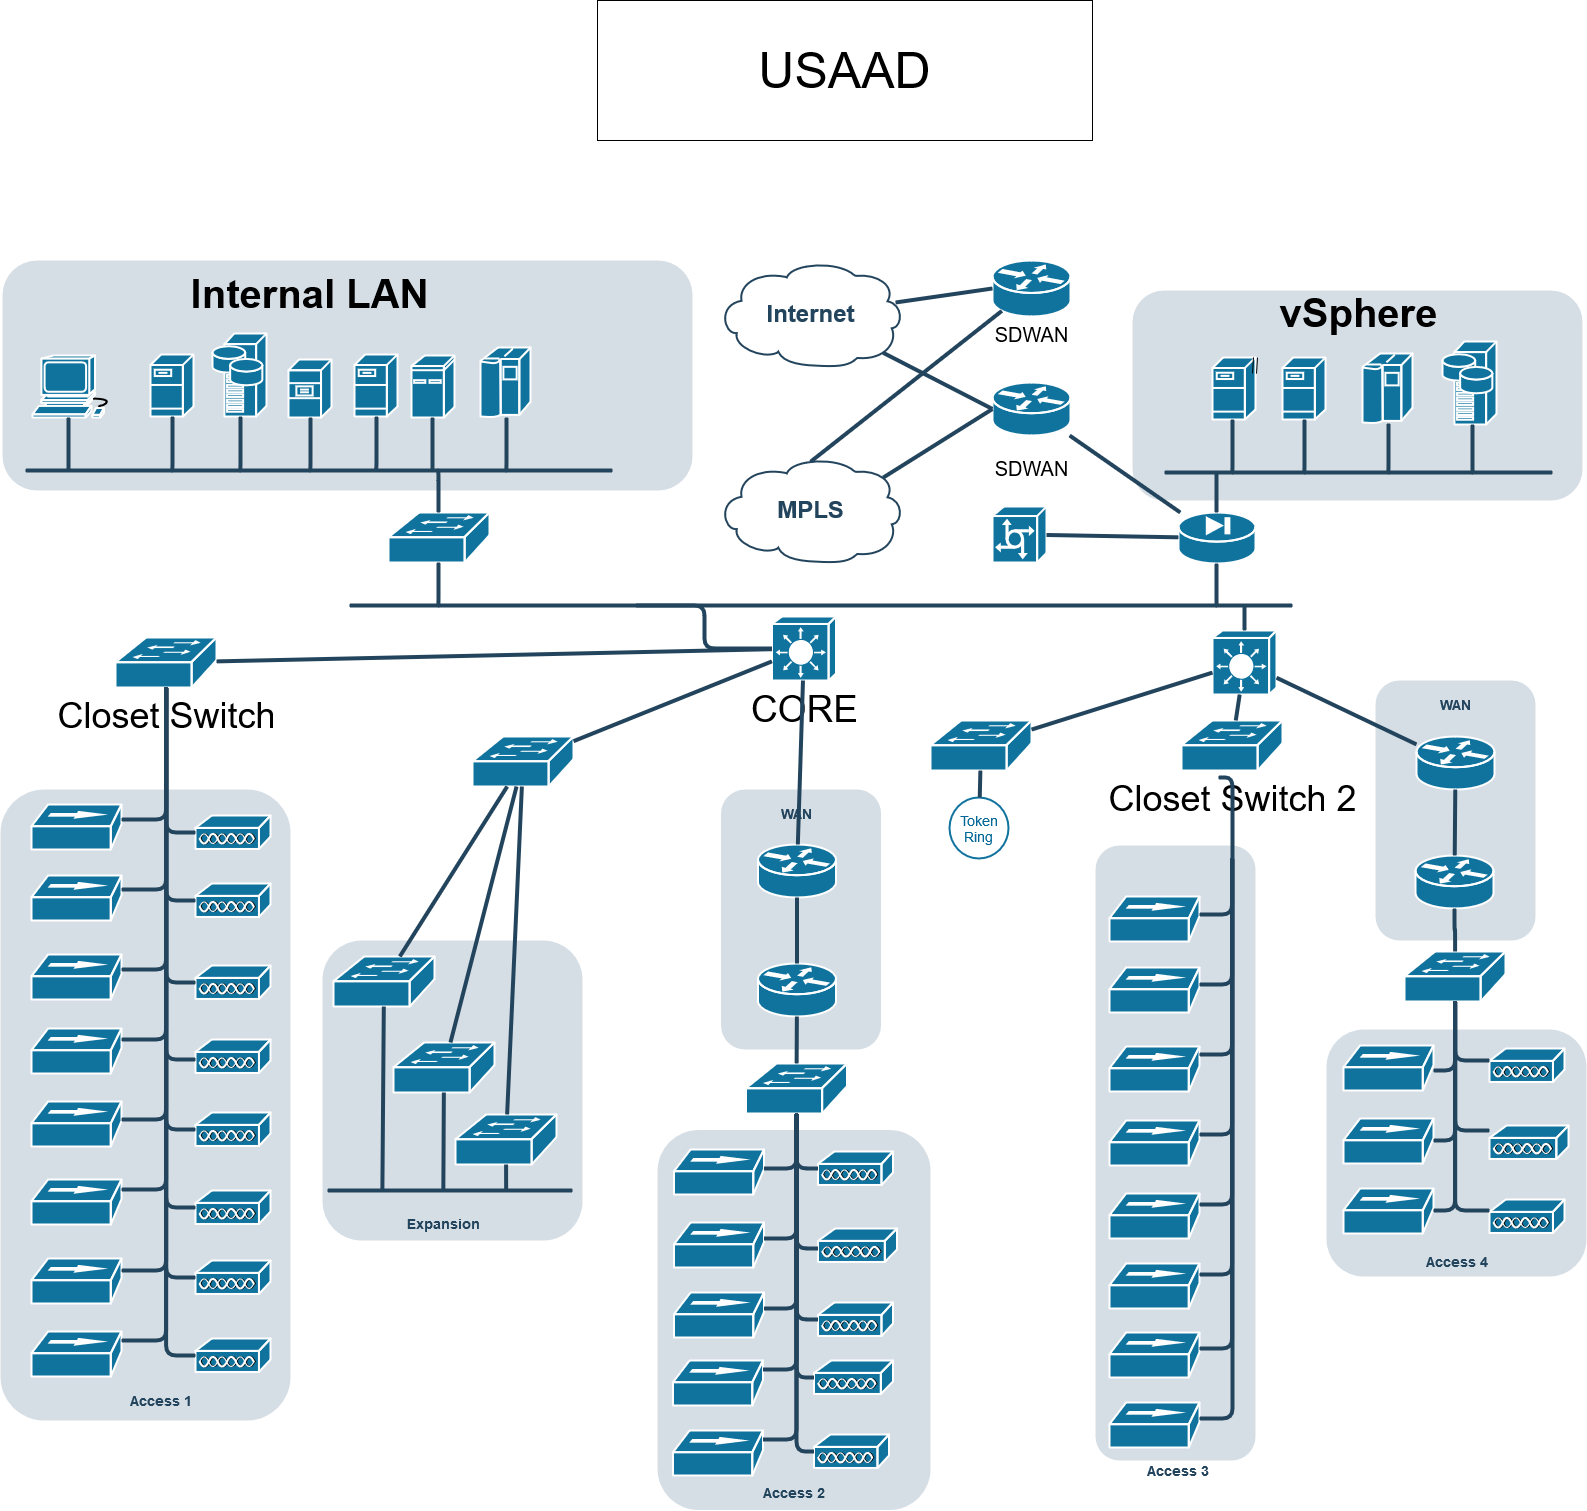 USAAD
Internal LAN
Internet
SDWAN
vSphere
SDWAN
MPLS
Closet Switch
CORE
WAN
Closet Switch 2
WAN
Token
Ring
Expansion
Access 4
Access 1
Access 3
Access 2